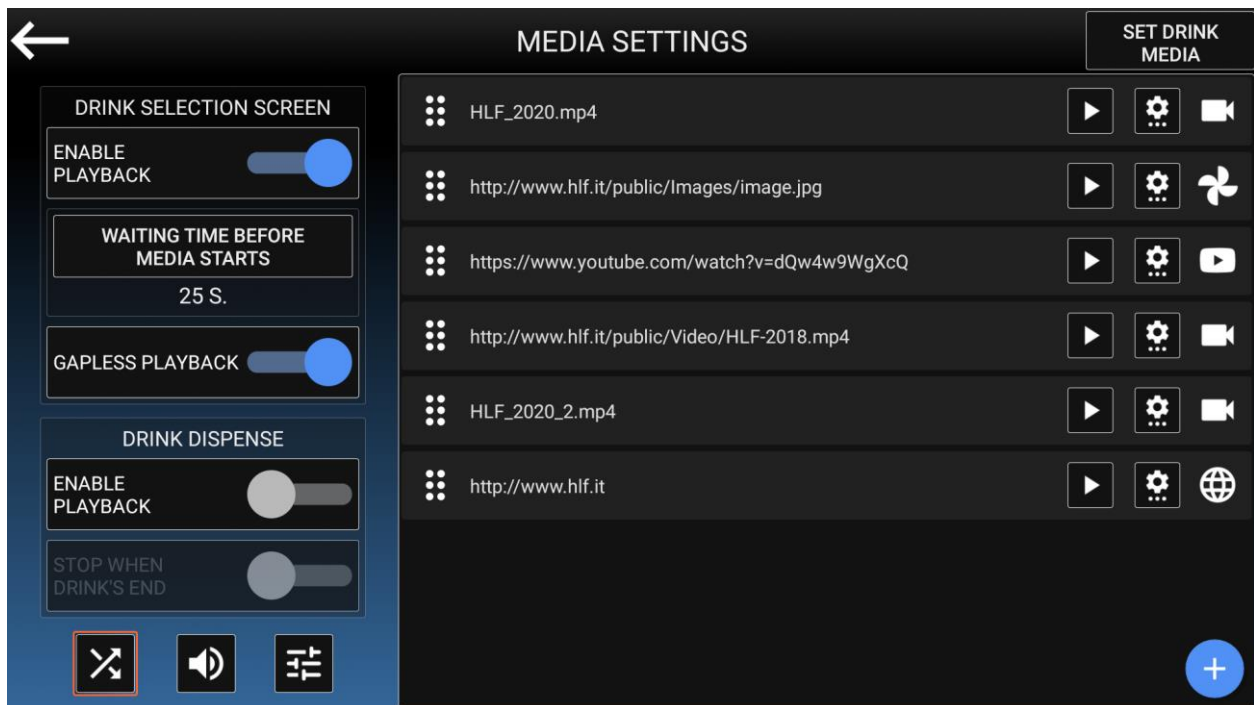 MEDIA SETTINGS
SET DRINK
MEDIA
DRINK SELECTION SCREEN
ENABLE
PLAYBACK
WAITING TIME BEFORE
MEDIA STARTS
25 S.
GAPLESS PLAYBACK
DRINK DISPENSE
ENABLE
PLAYBACK
STOP WHEN
DRINK'S END
HLF_2020.mp4
http://www.hlf.it/public/Images/image.jpg
https://www.youtube.com/watch?v=dQw4w9WgXcQ
http://www.hlf.it/public/Video/HLF-2018.mp4
HLF_2020_2.mp4
http://www.hlf.it